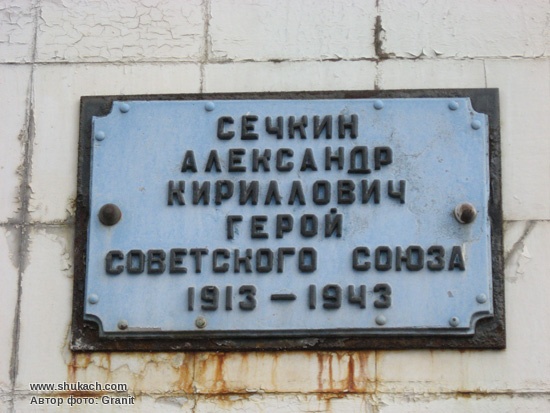 СЕЧКИН
АЛЕКСАНДР
КИРИЛЛОВИЧ
ГЕРОЙ
СОВЕТСКОГО СОЮЗА
1913 — 1943
www.shukach.com
Автор фото: Granit